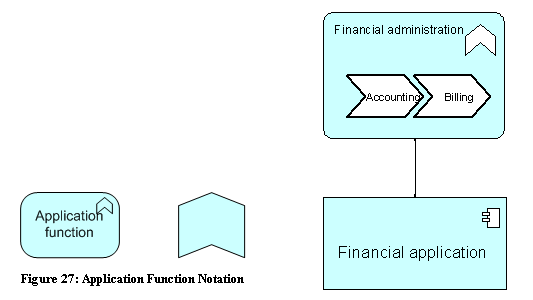 Financial administration
Accounting Billing
Application
function
Financial application
Figure 27: Application Function Notation